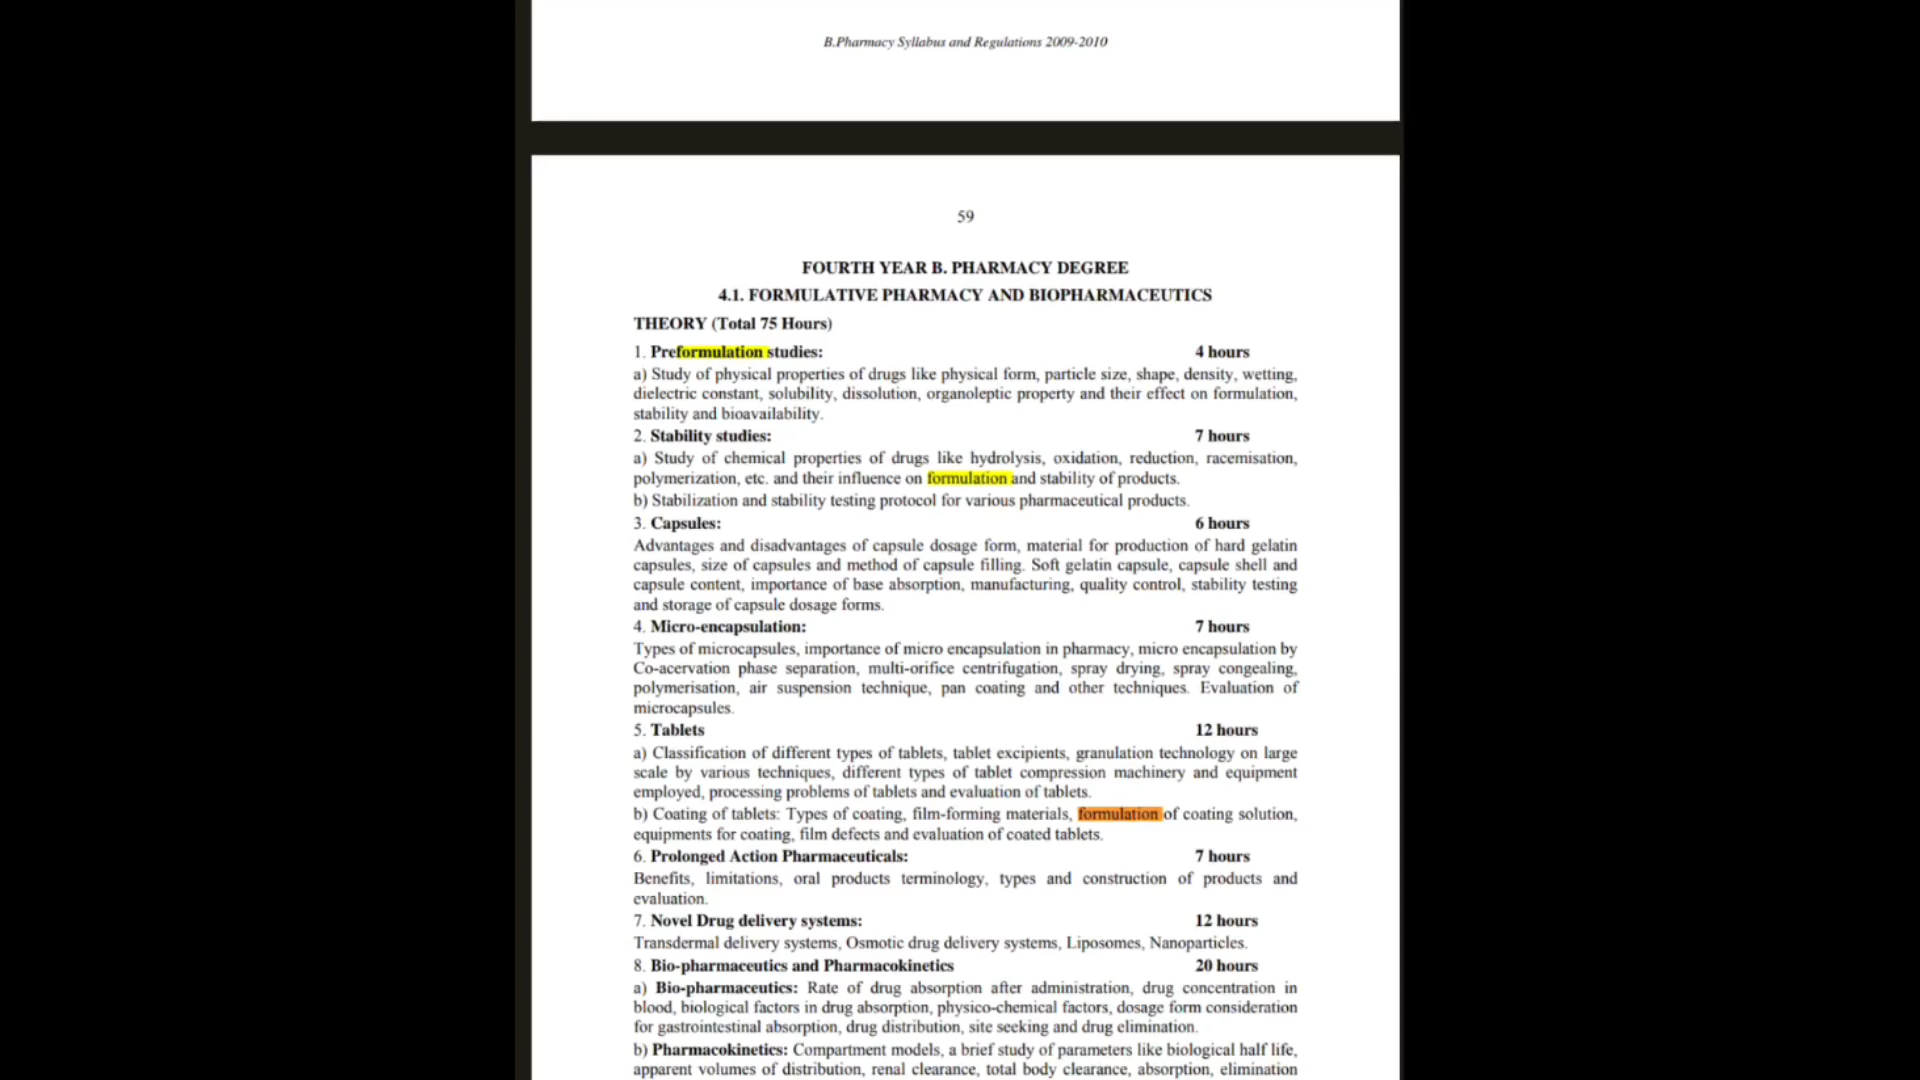 B.Pharmacy Syllabus and Regulations 2009-2010
59
FOURTH YEAR B. PHARMACY DEGREE
4.1. FORMULATIVE PHARMACY AND BIOPHARMACEUTICS
THEORY (Total 75 Hours)
1. Preformulation studies: 4 hours
a) Study of physical properties of drugs like physical form, particle size, shape, density, wetting,
dielectric constant, solubility, dissolution, organoleptic property and their effect on formulation,
stability and bioavailability.
2. Stability studies: 7 hours
a) Study of chemical properties of drugs like hydrolysis, oxidation, reduction, racemisation,
polymerization, etc. and their influence on formulation and stability of products.
b) Stabilization and stability testing protocol for various pharmaceutical products.
3. Capsules: 6 hours
Advantages and disadvantages of capsule dosage form, material for production of hard gelatin
capsules, size of capsules and method of capsule filling. Soft gelatin capsule, capsule shell and
capsule content, importance of base absorption, manufacturing, quality control, stability testing
and storage of capsule dosage forms.
4. Micro-encapsulation: 7 hours
Types of microcapsules, importance of micro encapsulation in pharmacy, micro encapsulation by
Co-acervation phase separation, multi-orifice centrifugation, spray drying, spray congealing,
polymerisation, air suspension technique, pan coating and other techniques. Evaluation of
microcapsules.
5. Tablets 12 hours
a) Classification of different types of tablets, tablet excipients, granulation technology on large
scale by various techniques, different types of tablet compression machinery and equipment
employed, processing problems of tablets and evaluation of tablets.
b) Coating of tablets: Types of coating, film-forming materials, formulation of coating solution,
equipments for coating, film defects and evaluation of coated tablets.
6. Prolonged Action Pharmaceuticals: 7 hours
Benefits, limitations, oral products terminology, types and construction of products and
evaluation.
7. Novel Drug delivery systems: 12 hours
Transdermal delivery systems, Osmotic drug delivery systems, Liposomes, Nanoparticles.
8. Bio-pharmaceutics and Pharmacokinetics 20 hours
a) Bio-pharmaceutics: Rate of drug absorption after administration, drug concentration in
blood, biological factors in drug absorption, physico-chemical factors, dosage form consideration
for gastrointestinal absorption, drug distribution, site seeking and drug elimination.
b) Pharmacokinetics: Compartment models, a brief study of parameters like biological half life,
apparent volumes of distribution, renal clearance, total body clearance, absorption, elimination